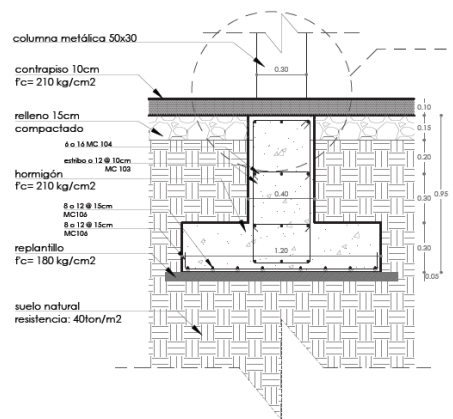 columna metálica 50x30
0.30
contrapiso 10cm
f'c= 210 kg/cm2
0.10
relleno 15cm
compactado
0.15
6 o 16 MC 104
0.20
estribo o 12 @ 10cm
MC 103
hormigón
f'c= 210 kg/cm2
0.40
0.95
8 o 12 @ 15cm
MC106
0.30
8 o 12 @ 15cm
MC106
replantillo
f'c= 180 kg/cm2
1.20
0.30
0.05
suelo natural
resistencia: 40ton/m2